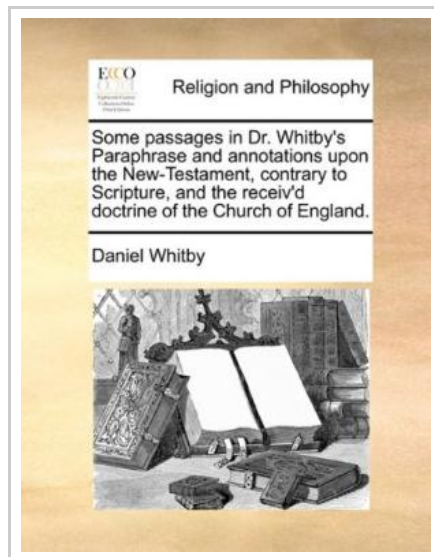 ECCO
Religion and Philosophy
Some passages in Dr. Whitby's
Paraphrase and annotations upon
the New-Testament, contrary to
Scripture, and the receiv'd
doctrine of the Church of England.
Daniel Whitby